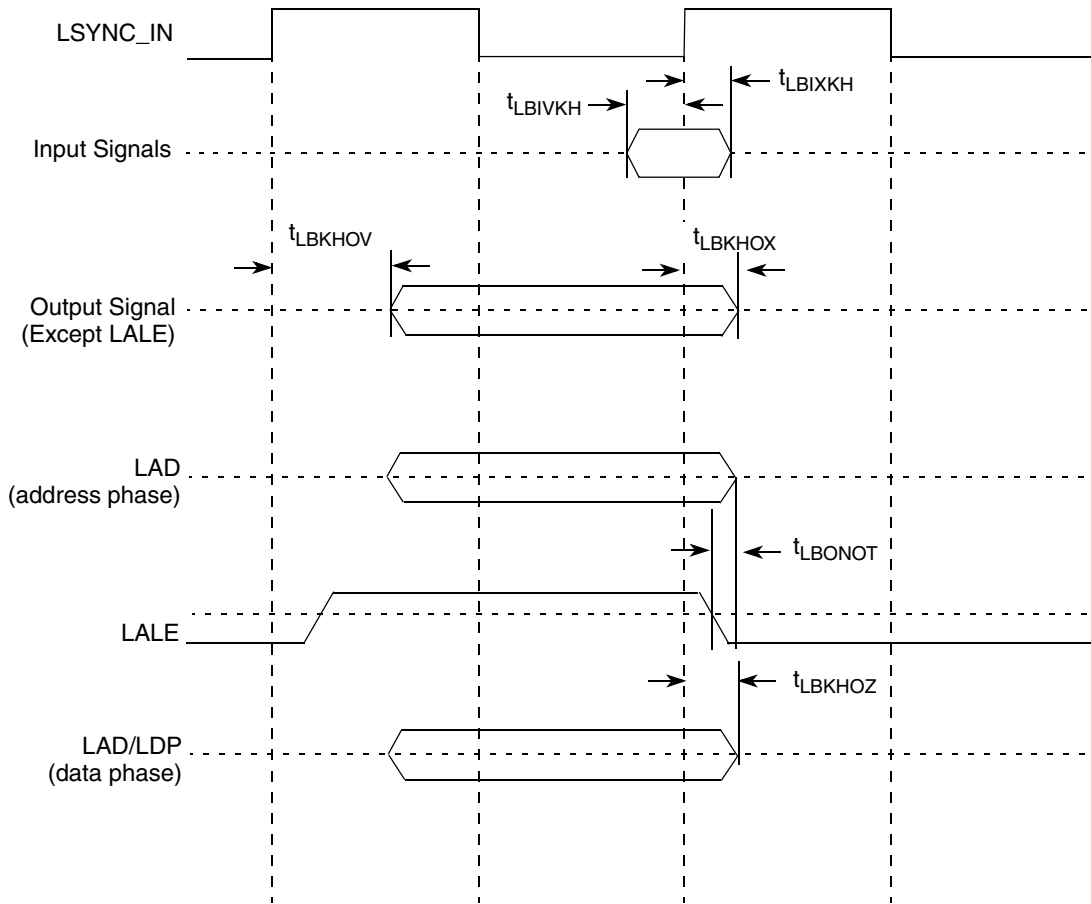 LSYNC_IN
tLBIXKH
tLBIVKH
Input Signals
tLBKHOV
tLBKHOX
Output Signal
(Except LALE)
LAD
(address phase)
tLBONOT
LALE
tLBKHOZ
LAD/LDP
(data phase)